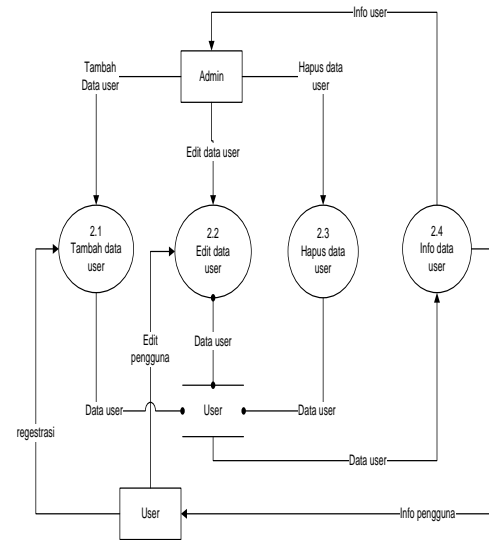 Info user
Tambah
Data user
Admin
Hapus data
user
Edit data user
2.1
Tambah data
user
2.2
Edit data
user
2.3
Hapus data
user
2.4
Info data
user
Edit
pengguna
Data user
Data user
User
Data user
regestrasi
Data user
User
Info pengguna